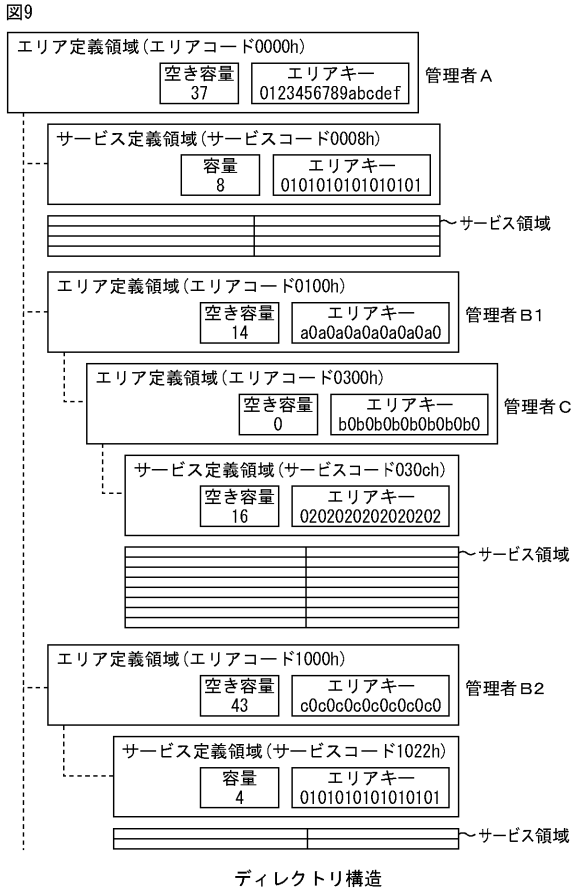 図9
エリア定義領域(エリアコード0000h)
空き容量
37
エリアキー
0123456789abcdef
管理者A
サービス定義領域(サービスコード0008h)
容量
8
エリアキー
0101010101010101
サービス領域
エリア定義領域(エリアコード0100h)
空き容量
14
エリアキー
a0a0a0a0a0a0a0a0
管理者B1
エリア定義領域(エリアコード0300h)
空き容量
0
エリアキー
b0b0b0b0b0b0b0b0
管理者C
サービス定義領域(サービスコード030ch)
空き容量
16
エリアキー
0202020202020202
サービス領域
エリア定義領域(エリアコード1000h)
空き容量
43
エリアキー
c0c0c0c0c0c0c0c0
管理者B2
サービス定義領域(サービスコード1022h)
容量
4
エリアキー
0101010101010101
サービス領域
ディレクトリ構造